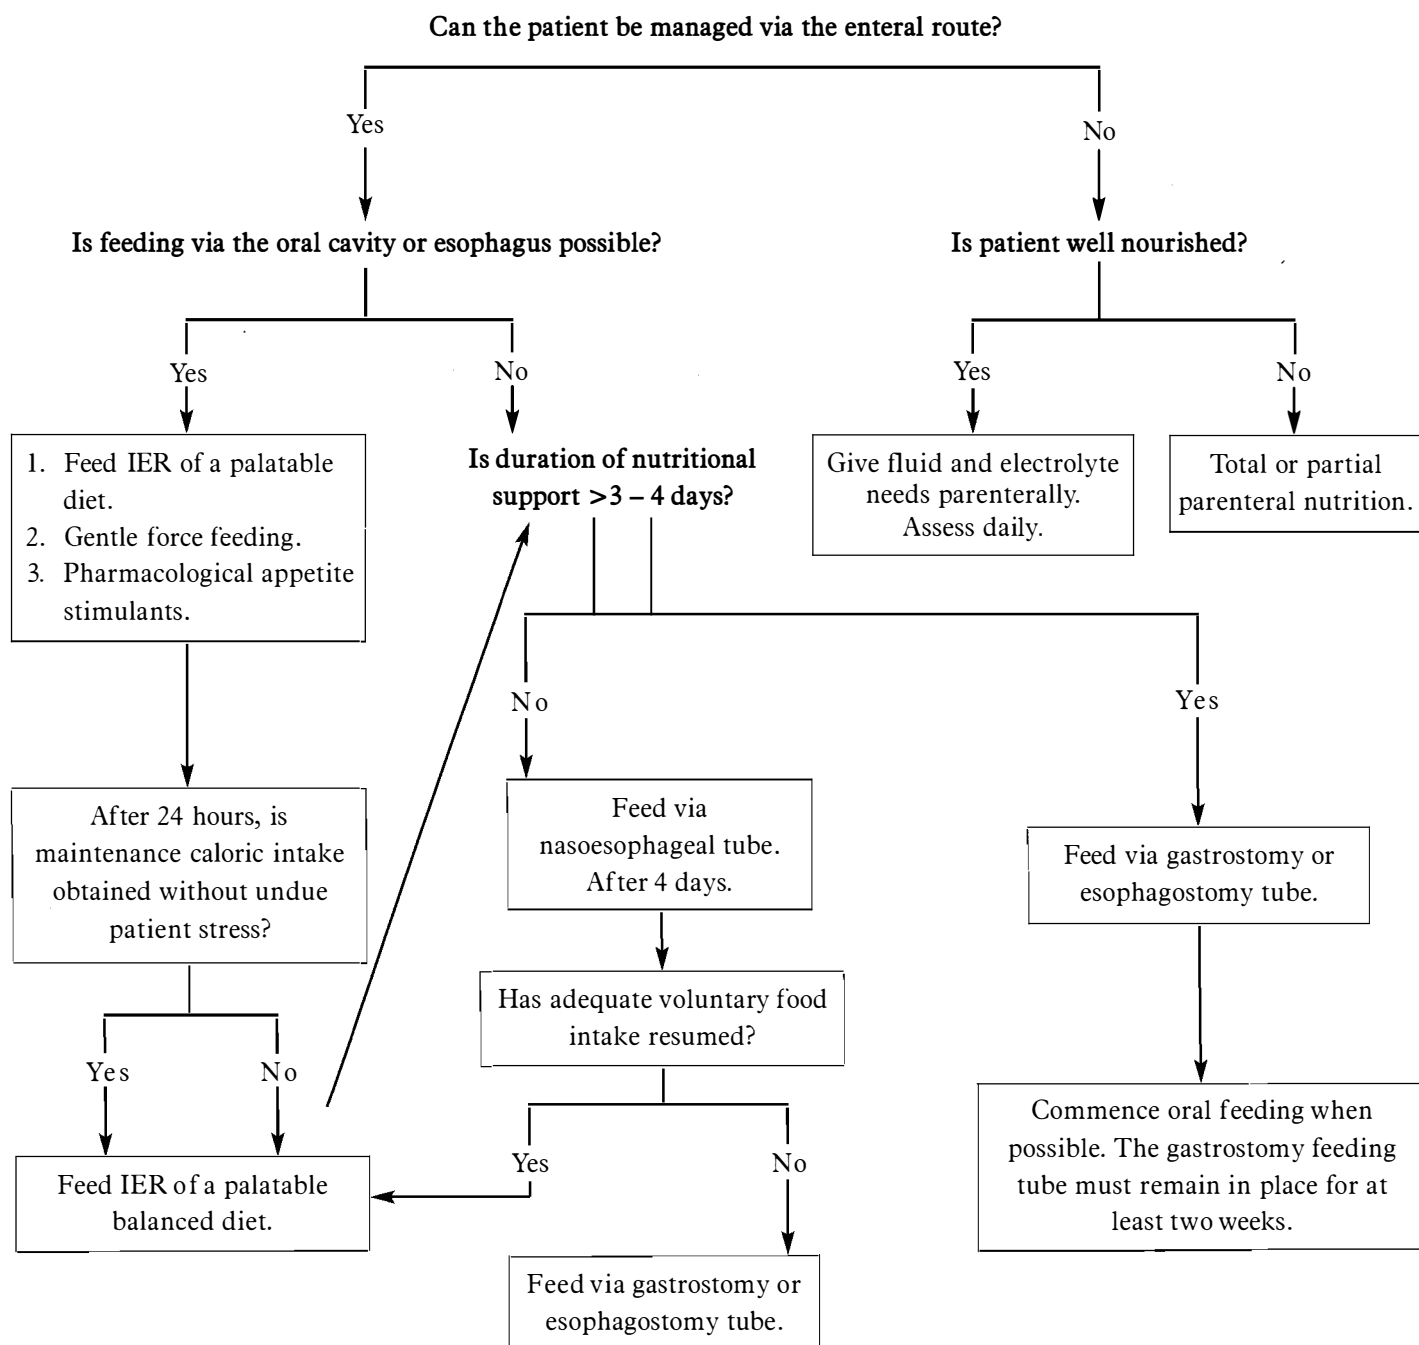 Can the patient be managed via the enteral route?
Yes
No
Is feeding via the oral cavity or esophagus possible?
Is patient well nourished?
Yes
No
Yes
No
1. Feed IER of a palatable
diet.
2. Gentle force feeding.
3. Pharmacological appetite
stimulants.
Is duration of nutritional
support >3 – 4 days?
Give fluid and electrolyte
needs parenterally.
Assess daily.
Total or partial
parenteral nutrition.
No
Yes
After 24 hours, is
maintenance caloric intake
obtained without undue
patient stress?
Feed via
nasoesophageal tube.
After 4 days.
Feed via gastrostomy or
esophagostomy tube.
Has adequate voluntary food
intake resumed?
Yes
No
Yes
No
Feed IER of a palatable
balanced diet.
Commence oral feeding when
possible. The gastrostomy feeding
tube must remain in place for at
least two weeks.
Feed via gastrostomy or
esophagostomy tube.